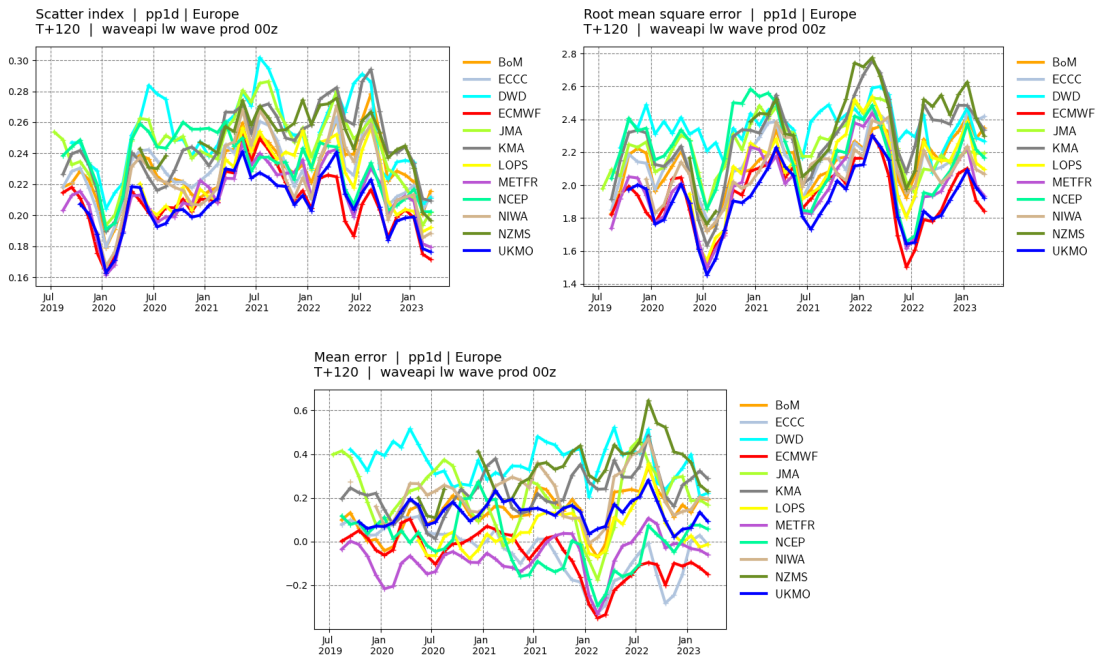 Scatter index | pp1d | Europe
T+120 | waveapi lw wave prod 00z
0.30
0.28
0.26
0.24
0.22
0.20
0.18
0.16
Jul
2019
Jan
2020
Jul
2020
Jan
2021
Jul
2021
Jan
2022
Jul
2022
Jan
2023
BoM
ECCC
DWD
ECMWF
JMA
KMA
LOPS
METFR
NCEP
NIWA
NZMS
UKMO
Root mean square error | pp1d | Europe
T+120 | waveapi lw wave prod 00z
2.8
2.6
2.4
2.2
2.0
1.8
1.6
1.4
Jul
2019
Jan
2020
Jul
2020
Jan
2021
Jul
2021
Jan
2022
Jul
2022
Jan
2023
BoM
ECCC
DWD
ECMWF
JMA
KMA
LOPS
METFR
NCEP
NIWA
NZMS
UKMO
Mean error | pp1d | Europe
T+120 | waveapi lw wave prod 00z
0.6
0.4
0.2
0.0
−0.2
Jul
2019
Jan
2020
Jul
2020
Jan
2021
Jul
2021
Jan
2022
Jul
2022
Jan
2023
BoM
ECCC
DWD
ECMWF
JMA
KMA
LOPS
METFR
NCEP
NIWA
NZMS
UKMO